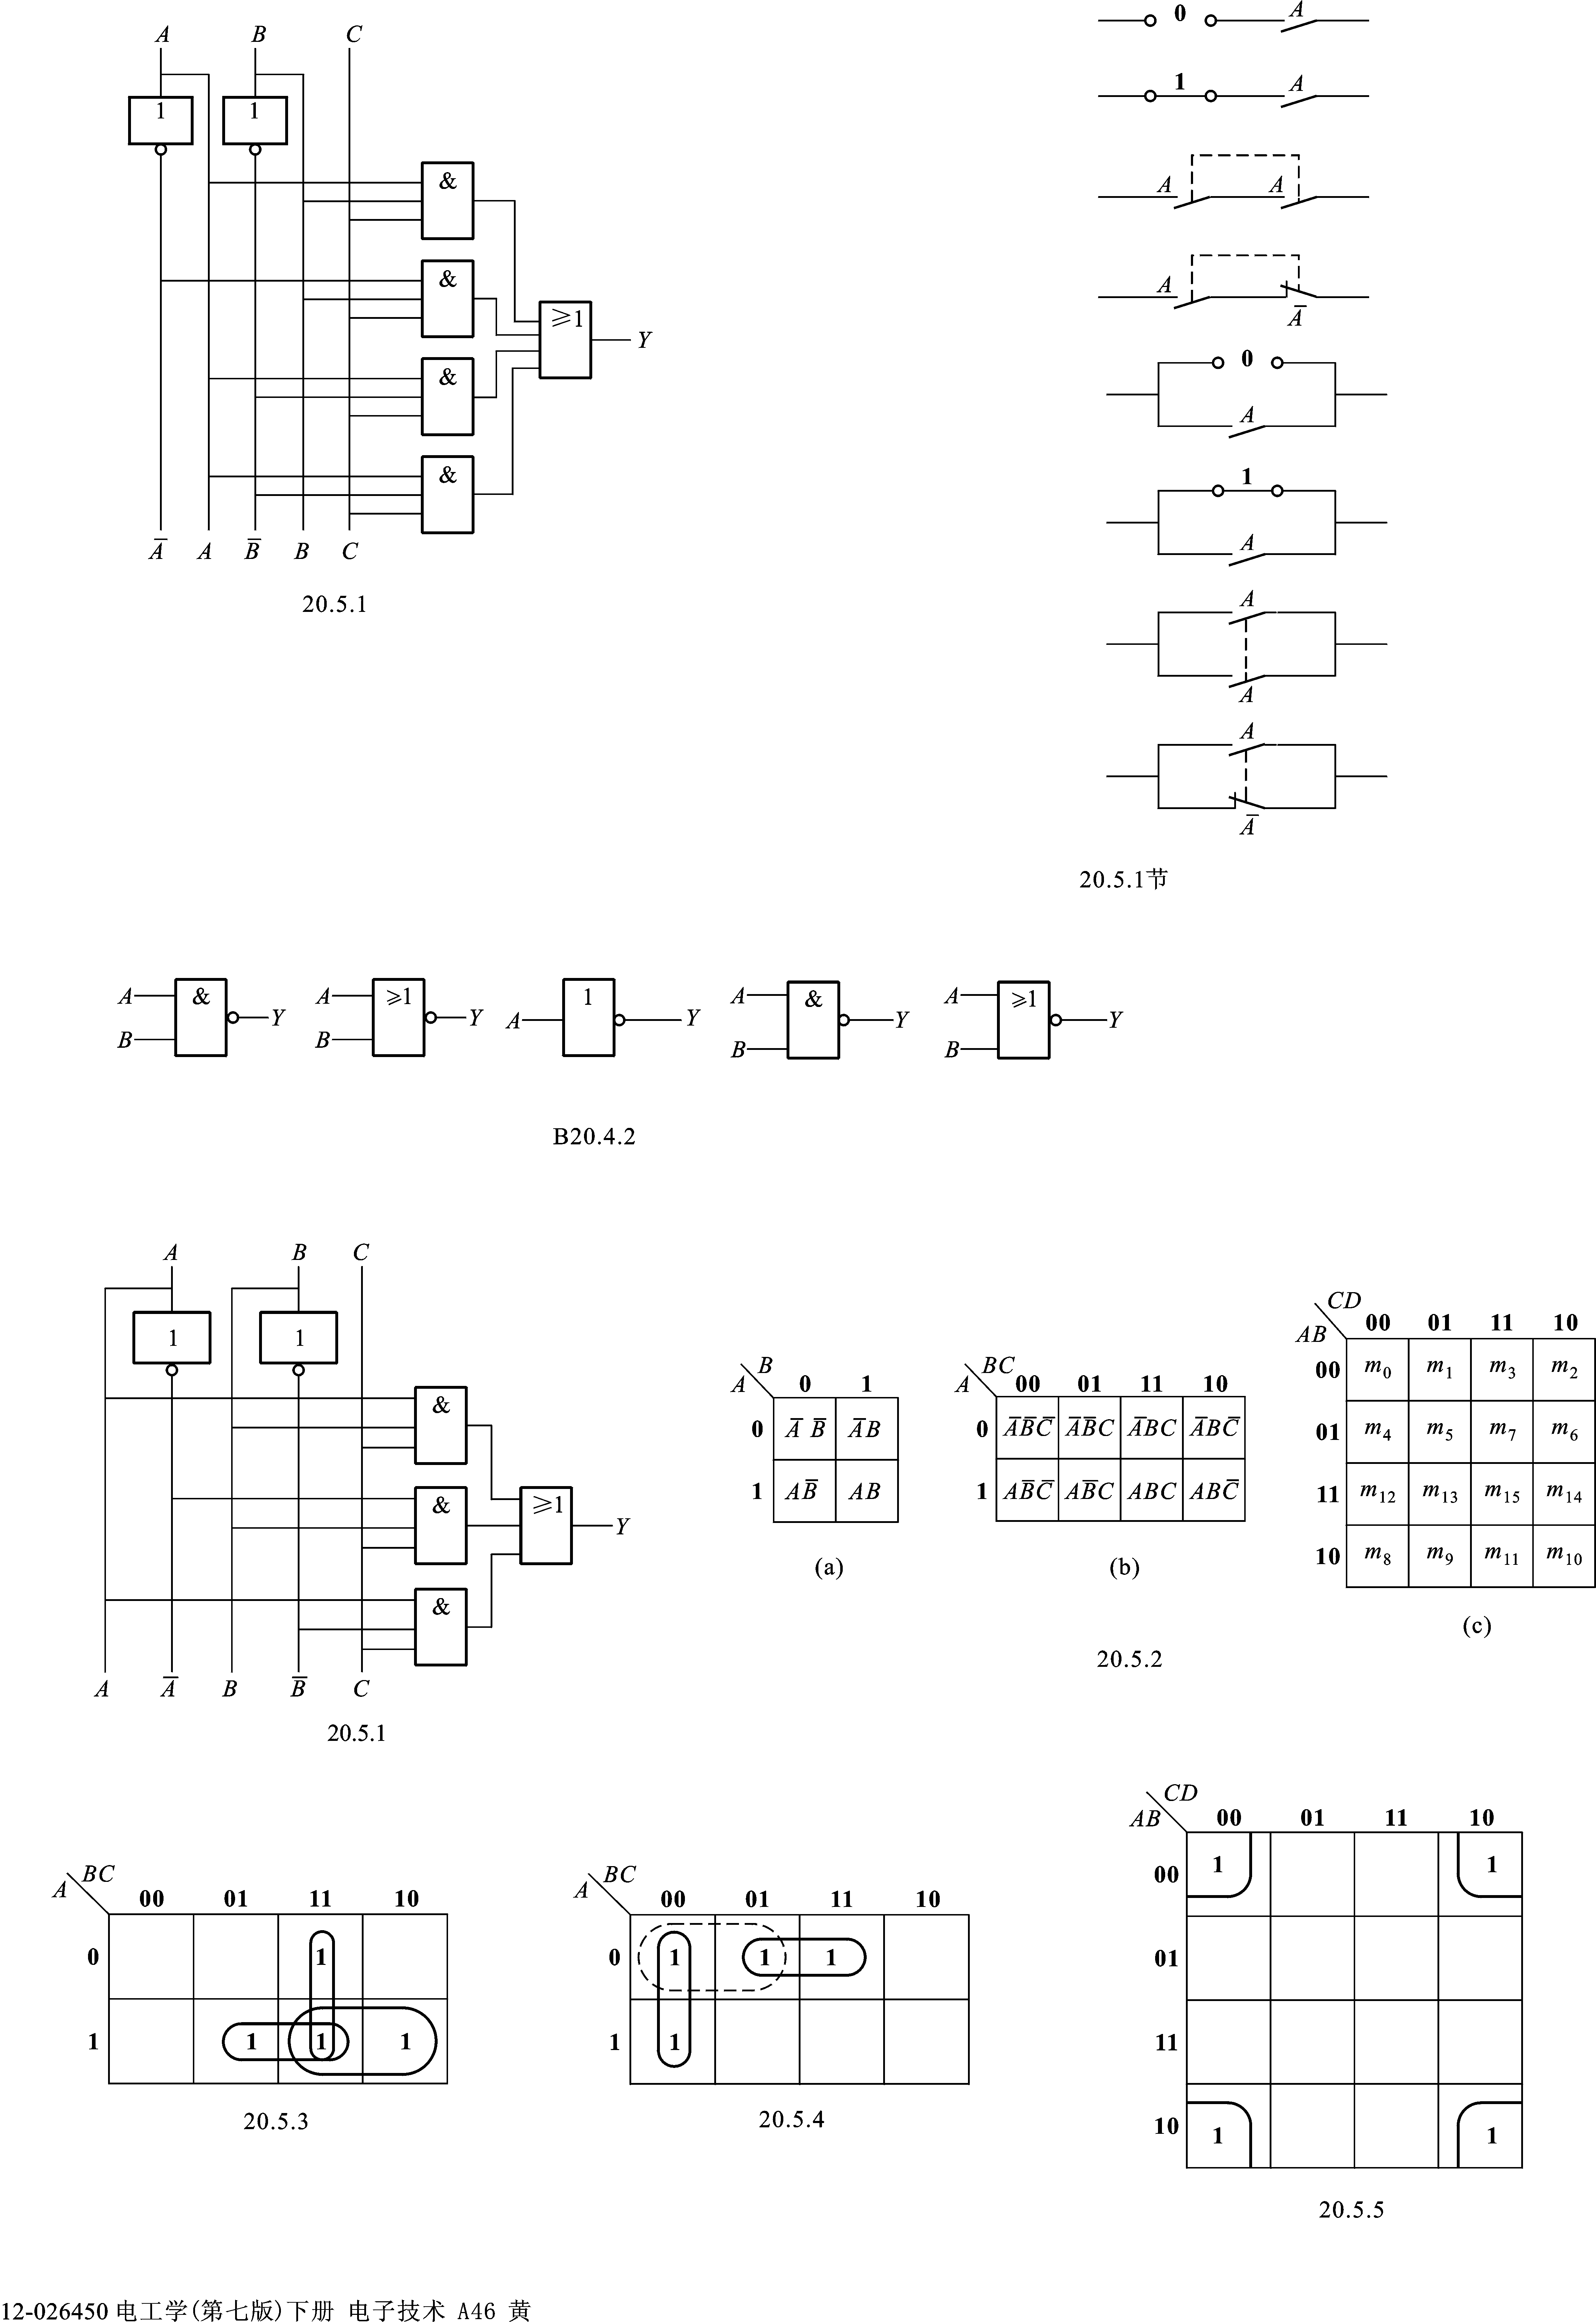 A B C
1 1
&
&
≥1 Y
&
&
A̅ A B̅ B C
20.5.1
0 A
1 A
A A
A A̅
0
A
1
A
A
A
A
A̅
20.5.1节
A B & Y
A B ≥1 Y
A 1 Y
A B & Y
A B ≥1 Y
B20.4.2
A B C
1 1
&
&
≥1 Y
&
A A̅ B B̅ C
20.5.1
B
A 0 1
0 A̅ B̅ A̅B
1 AB̅ AB
(a)
BC
A 00 01 11 10
0 A̅B̅C̅ A̅B̅C A̅BC A̅BC̅
1 AB̅C̅ AB̅C ABC ABC̅
(b)
CD
AB 00 01 11 10
00 m₀ m₁ m₃ m₂
01 m₄ m₅ m₇ m₆
11 m₁₂ m₁₃ m₁₅ m₁₄
10 m₈ m₉ m₁₁ m₁₀
(c)
20.5.2
BC
A 00 01 11 10
0 1
1 1 1 1
20.5.3
BC
A 00 01 11 10
0 1 1 1
1 1
20.5.4
CD
AB 00 01 11 10
00 1 1
01
11
10 1 1
20.5.5
12-026450 电工学(第七版)下册 电子技术 A46 黄